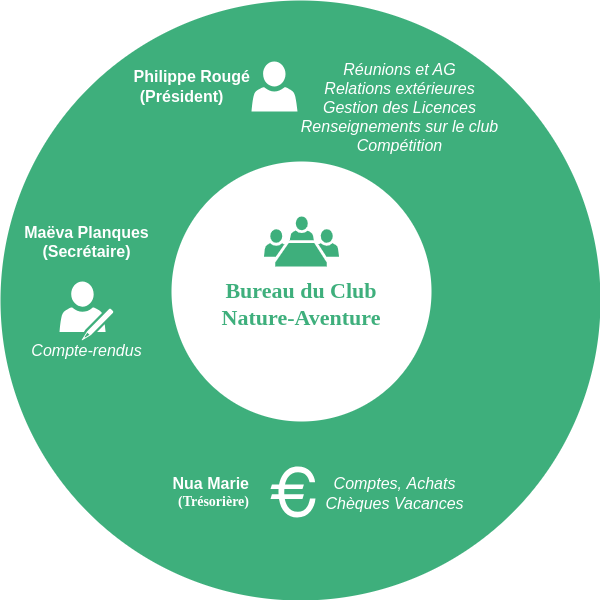 Philippe Rougé
(Président)
Réunions et AG
Relations extérieures
Gestion des Licences
Renseignements sur le club
Compétition
Maëva Planques
(Secrétaire)
Compte-rendus
Bureau du Club
Nature-Aventure
Nua Marie
(Trésorière)
€
Comptes, Achats
Chèques Vacances